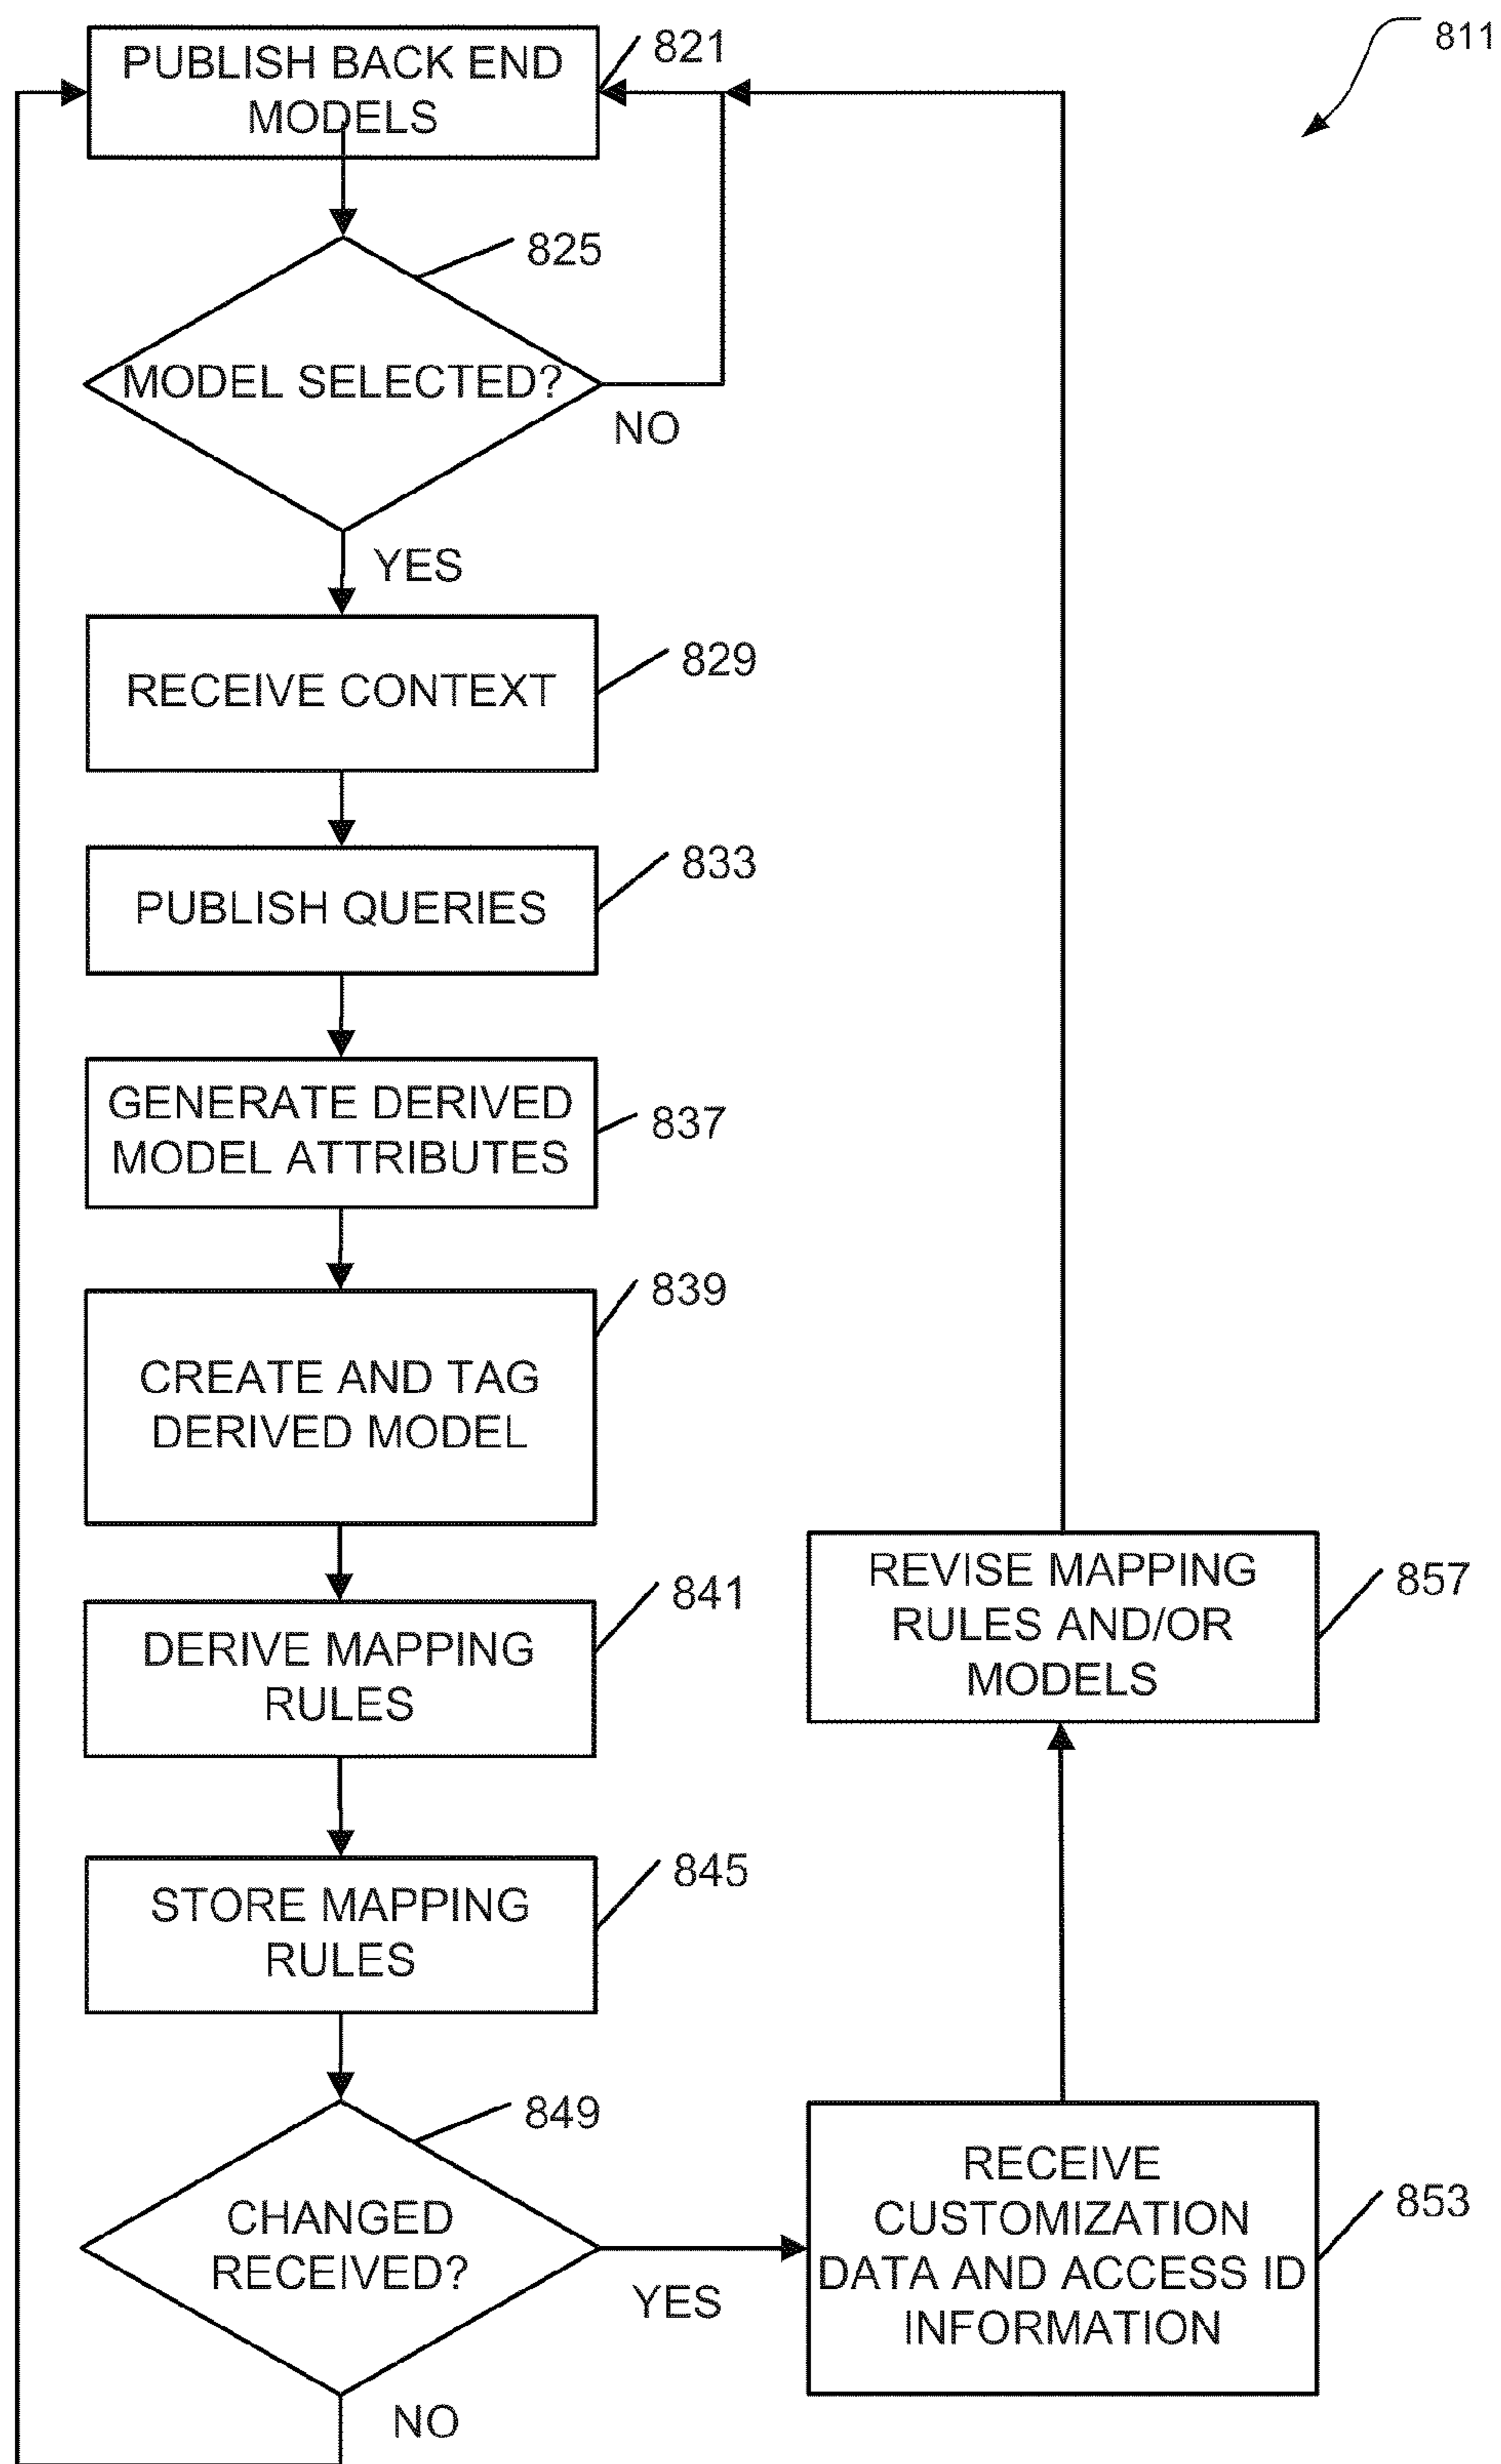 811
PUBLISH BACK END
MODELS
821
825
MODEL SELECTED?
NO
YES
RECEIVE CONTEXT
829
PUBLISH QUERIES
833
GENERATE DERIVED
MODEL ATTRIBUTES
837
CREATE AND TAG
DERIVED MODEL
839
DERIVE MAPPING
RULES
841
STORE MAPPING
RULES
845
849
CHANGED
RECEIVED?
YES
NO
RECEIVE
CUSTOMIZATION
DATA AND ACCESS ID
INFORMATION
853
REVISE MAPPING
RULES AND/OR
MODELS
857